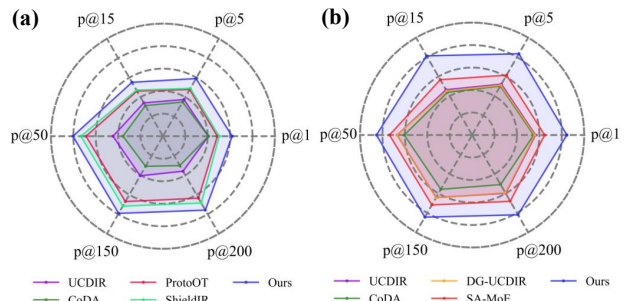 (a)
p@15
p@5
p@50
p@1
p@150
p@200
UCDIR
ProtoOT
Ours
CoDA
ShieldIR
(b)
p@15
p@5
p@50
p@1
p@150
p@200
UCDIR
DG-UCDIR
Ours
CoDA
SA-MoE